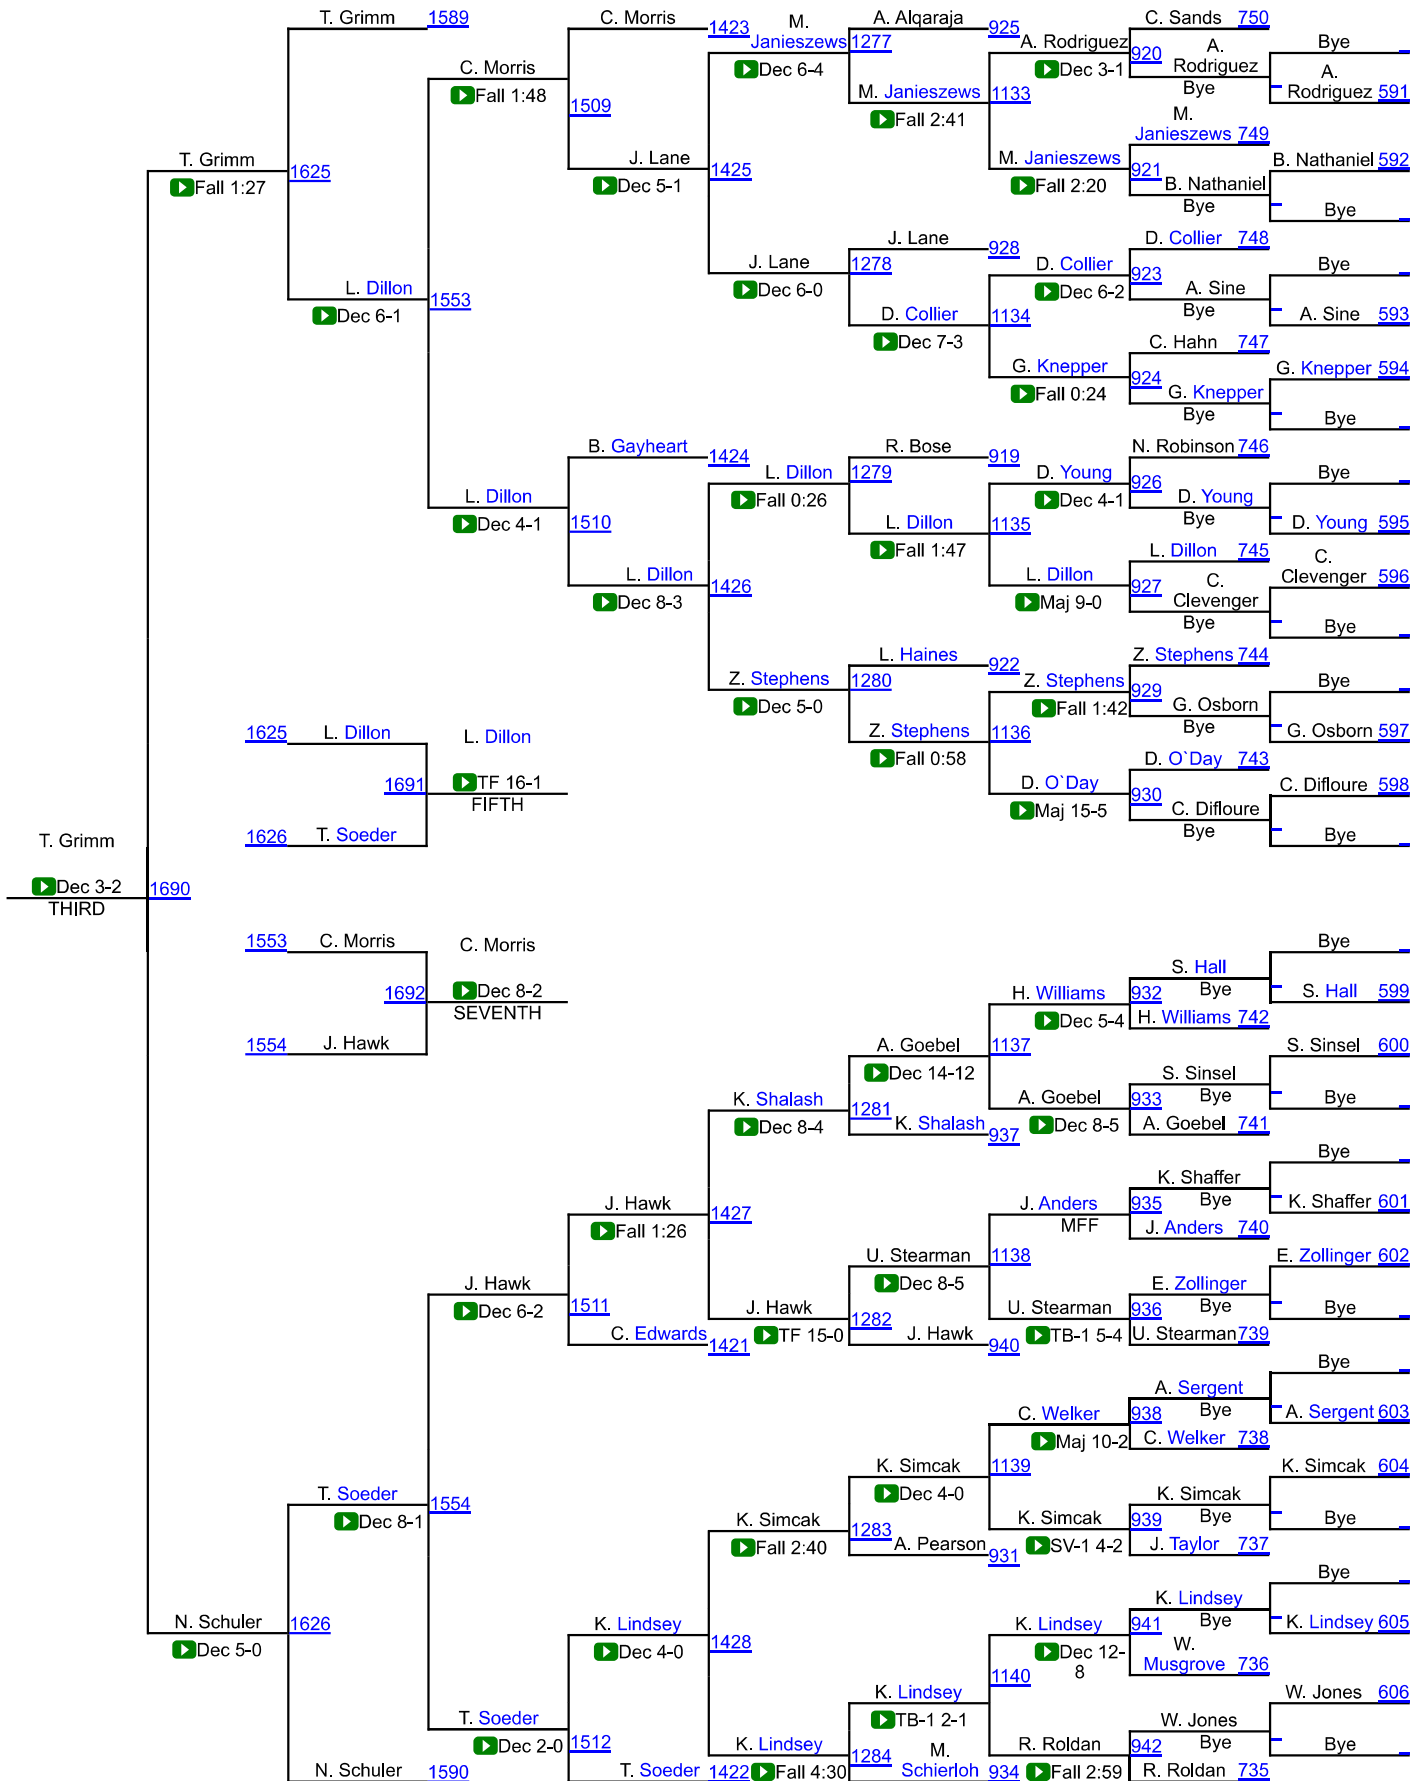 T. Grimm 1589
C. Morris 1423
M. Janieszews 1277
A. Alqaraja 925
C. Sands 750
Bye
A. Rodriguez 920
Dec 3-1
A. Rodriguez
Bye
A. Rodriguez 591
C. Morris
Fall 1:48
1509
Dec 6-4
M. Janieszews 1133
Fall 2:41
M. Janieszews 749
B. Nathaniel 592
T. Grimm
Fall 1:27
1625
J. Lane 1425
Dec 5-1
M. Janieszews 921
Fall 2:20
B. Nathaniel
Bye
Bye
J. Lane 928
D. Collier 748
Bye
J. Lane 1278
Dec 6-0
D. Collier 923
Dec 6-2
A. Sine
Bye
A. Sine 593
L. Dillon 1553
Dec 6-1
D. Collier 1134
Dec 7-3
C. Hahn 747
G. Knepper 594
G. Knepper 924
Fall 0:24
G. Knepper
Bye
Bye
B. Gayheart 1424
R. Bose 919
N. Robinson 746
Bye
L. Dillon 1279
Fall 0:26
D. Young 926
Dec 4-1
D. Young
Bye
D. Young 595
L. Dillon
Dec 4-1
1510
L. Dillon 1135
Fall 1:47
L. Dillon 745
C. Clevenger 596
L. Dillon 1426
Dec 8-3
L. Dillon 927
Maj 9-0
C. Clevenger
Bye
Bye
L. Haines 922
Z. Stephens 744
Bye
Z. Stephens 1280
Dec 5-0
Z. Stephens 929
Fall 1:42
G. Osborn
Bye
G. Osborn 597
1625 L. Dillon
L. Dillon
1691
TF 16-1
FIFTH
1626 T. Soeder
Z. Stephens 1136
Fall 0:58
D. O`Day 743
C. Difloure 598
D. O`Day 930
Maj 15-5
C. Difloure
Bye
Bye
T. Grimm
Dec 3-2
THIRD
1690
1553 C. Morris
C. Morris
1692
Dec 8-2
SEVENTH
1554 J. Hawk
Bye
S. Hall
Bye
S. Hall 599
H. Williams 932
Dec 5-4
H. Williams 742
A. Goebel 1137
Dec 14-12
S. Sinsel 600
S. Sinsel
Bye
Bye
A. Goebel 933
Dec 8-5
A. Goebel 741
K. Shalash 1281
Dec 8-4
K. Shalash 937
Bye
K. Shaffer
Bye
K. Shaffer 601
J. Anders 935
MFF
J. Anders 740
J. Hawk 1427
Fall 1:26
U. Stearman 1138
Dec 8-5
E. Zollinger 602
E. Zollinger
Bye
Bye
J. Hawk
Dec 6-2
1511
J. Hawk 1282
TF 15-0
U. Stearman 936
TB-1 5-4
U. Stearman 739
C. Edwards 1421
J. Hawk 940
Bye
A. Sergent
Bye
A. Sergent 603
C. Welker 938
Maj 10-2
C. Welker 738
K. Simcak 1139
Dec 4-0
K. Simcak 604
T. Soeder 1554
Dec 8-1
K. Simcak 1283
Fall 2:40
A. Pearson 931
K. Simcak 939
SV-1 4-2
K. Simcak
Bye
Bye
J. Taylor 737
Bye
N. Schuler 1626
Dec 5-0
K. Lindsey 1428
Dec 4-0
K. Lindsey 941
Dec 12-8
K. Lindsey
Bye
K. Lindsey 605
W. Musgrove 736
1140
K. Lindsey
TB-1 2-1
W. Jones 606
T. Soeder
Dec 2-0
1512
K. Lindsey 1284
Fall 4:30
R. Roldan 942
Fall 2:59
W. Jones
Bye
Bye
N. Schuler 1590
T. Soeder 1422
M. Schierloh 934
R. Roldan 735